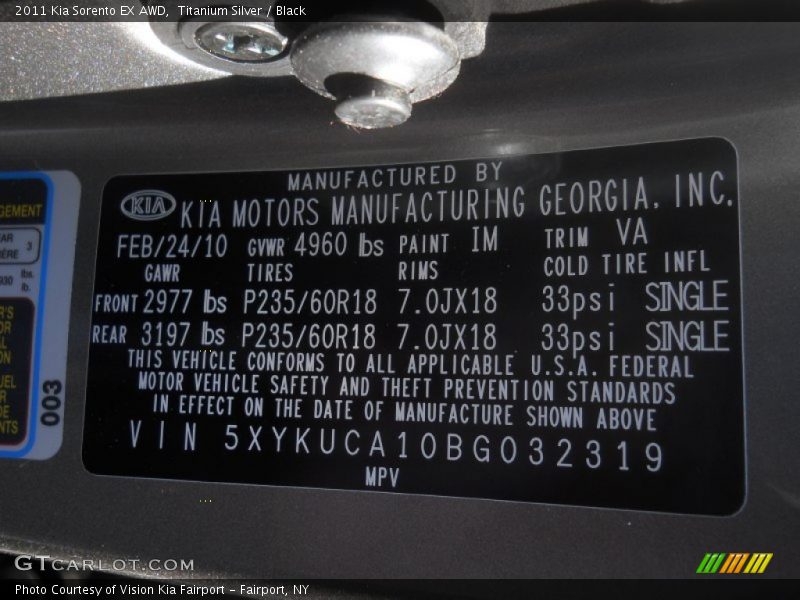 2011 Kia Sorento EX AWD,  Titanium Silver / Black
MANUFACTURED BY
KIA KIA MOTORS MANUFACTURING GEORGIA, INC.
FEB/24/10 GVWR 4960 lbs PAINT IM TRIM VA
GAWR TIRES RIMS COLD TIRE INFL
FRONT 2977 lbs P235/60R18 7.0JX18 33psi SINGLE
REAR 3197 lbs P235/60R18 7.0JX18 33psi SINGLE
THIS VEHICLE CONFORMS TO ALL APPLICABLE U.S.A. FEDERAL
MOTOR VEHICLE SAFETY AND THEFT PREVENTION STANDARDS
IN EFFECT ON THE DATE OF MANUFACTURE SHOWN ABOVE
VIN 5XYKUCA10BG032319
MPV
003
GTCARLOT.COM
Photo Courtesy of Vision Kia Fairport - Fairport, NY